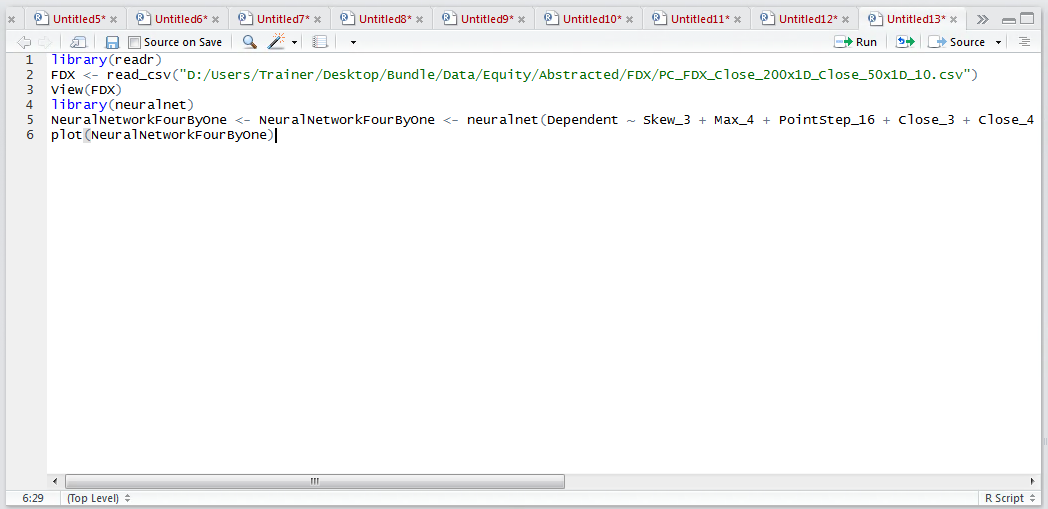 Untitled5* Untitled6* Untitled7* Untitled8* Untitled9* Untitled10* Untitled11* Untitled12* Untitled13*
Source on Save Run Source
1 library(readr)
2 FDX <- read_csv("D:/Users/Trainer/Desktop/Bundle/Data/Equity/Abstracted/FDX/PC_FDX_Close_200x1D_Close_50x1D_10.csv")
3 View(FDX)
4 library(neuralnet)
5 NeuralNetworkFourByOne <- NeuralNetworkFourByOne <- neuralnet(Dependent ~ Skew_3 + Max_4 + PointStep_16 + Close_3 + Close_4
6 plot(NeuralNetworkFourByOne)
6:29 (Top Level) R Script